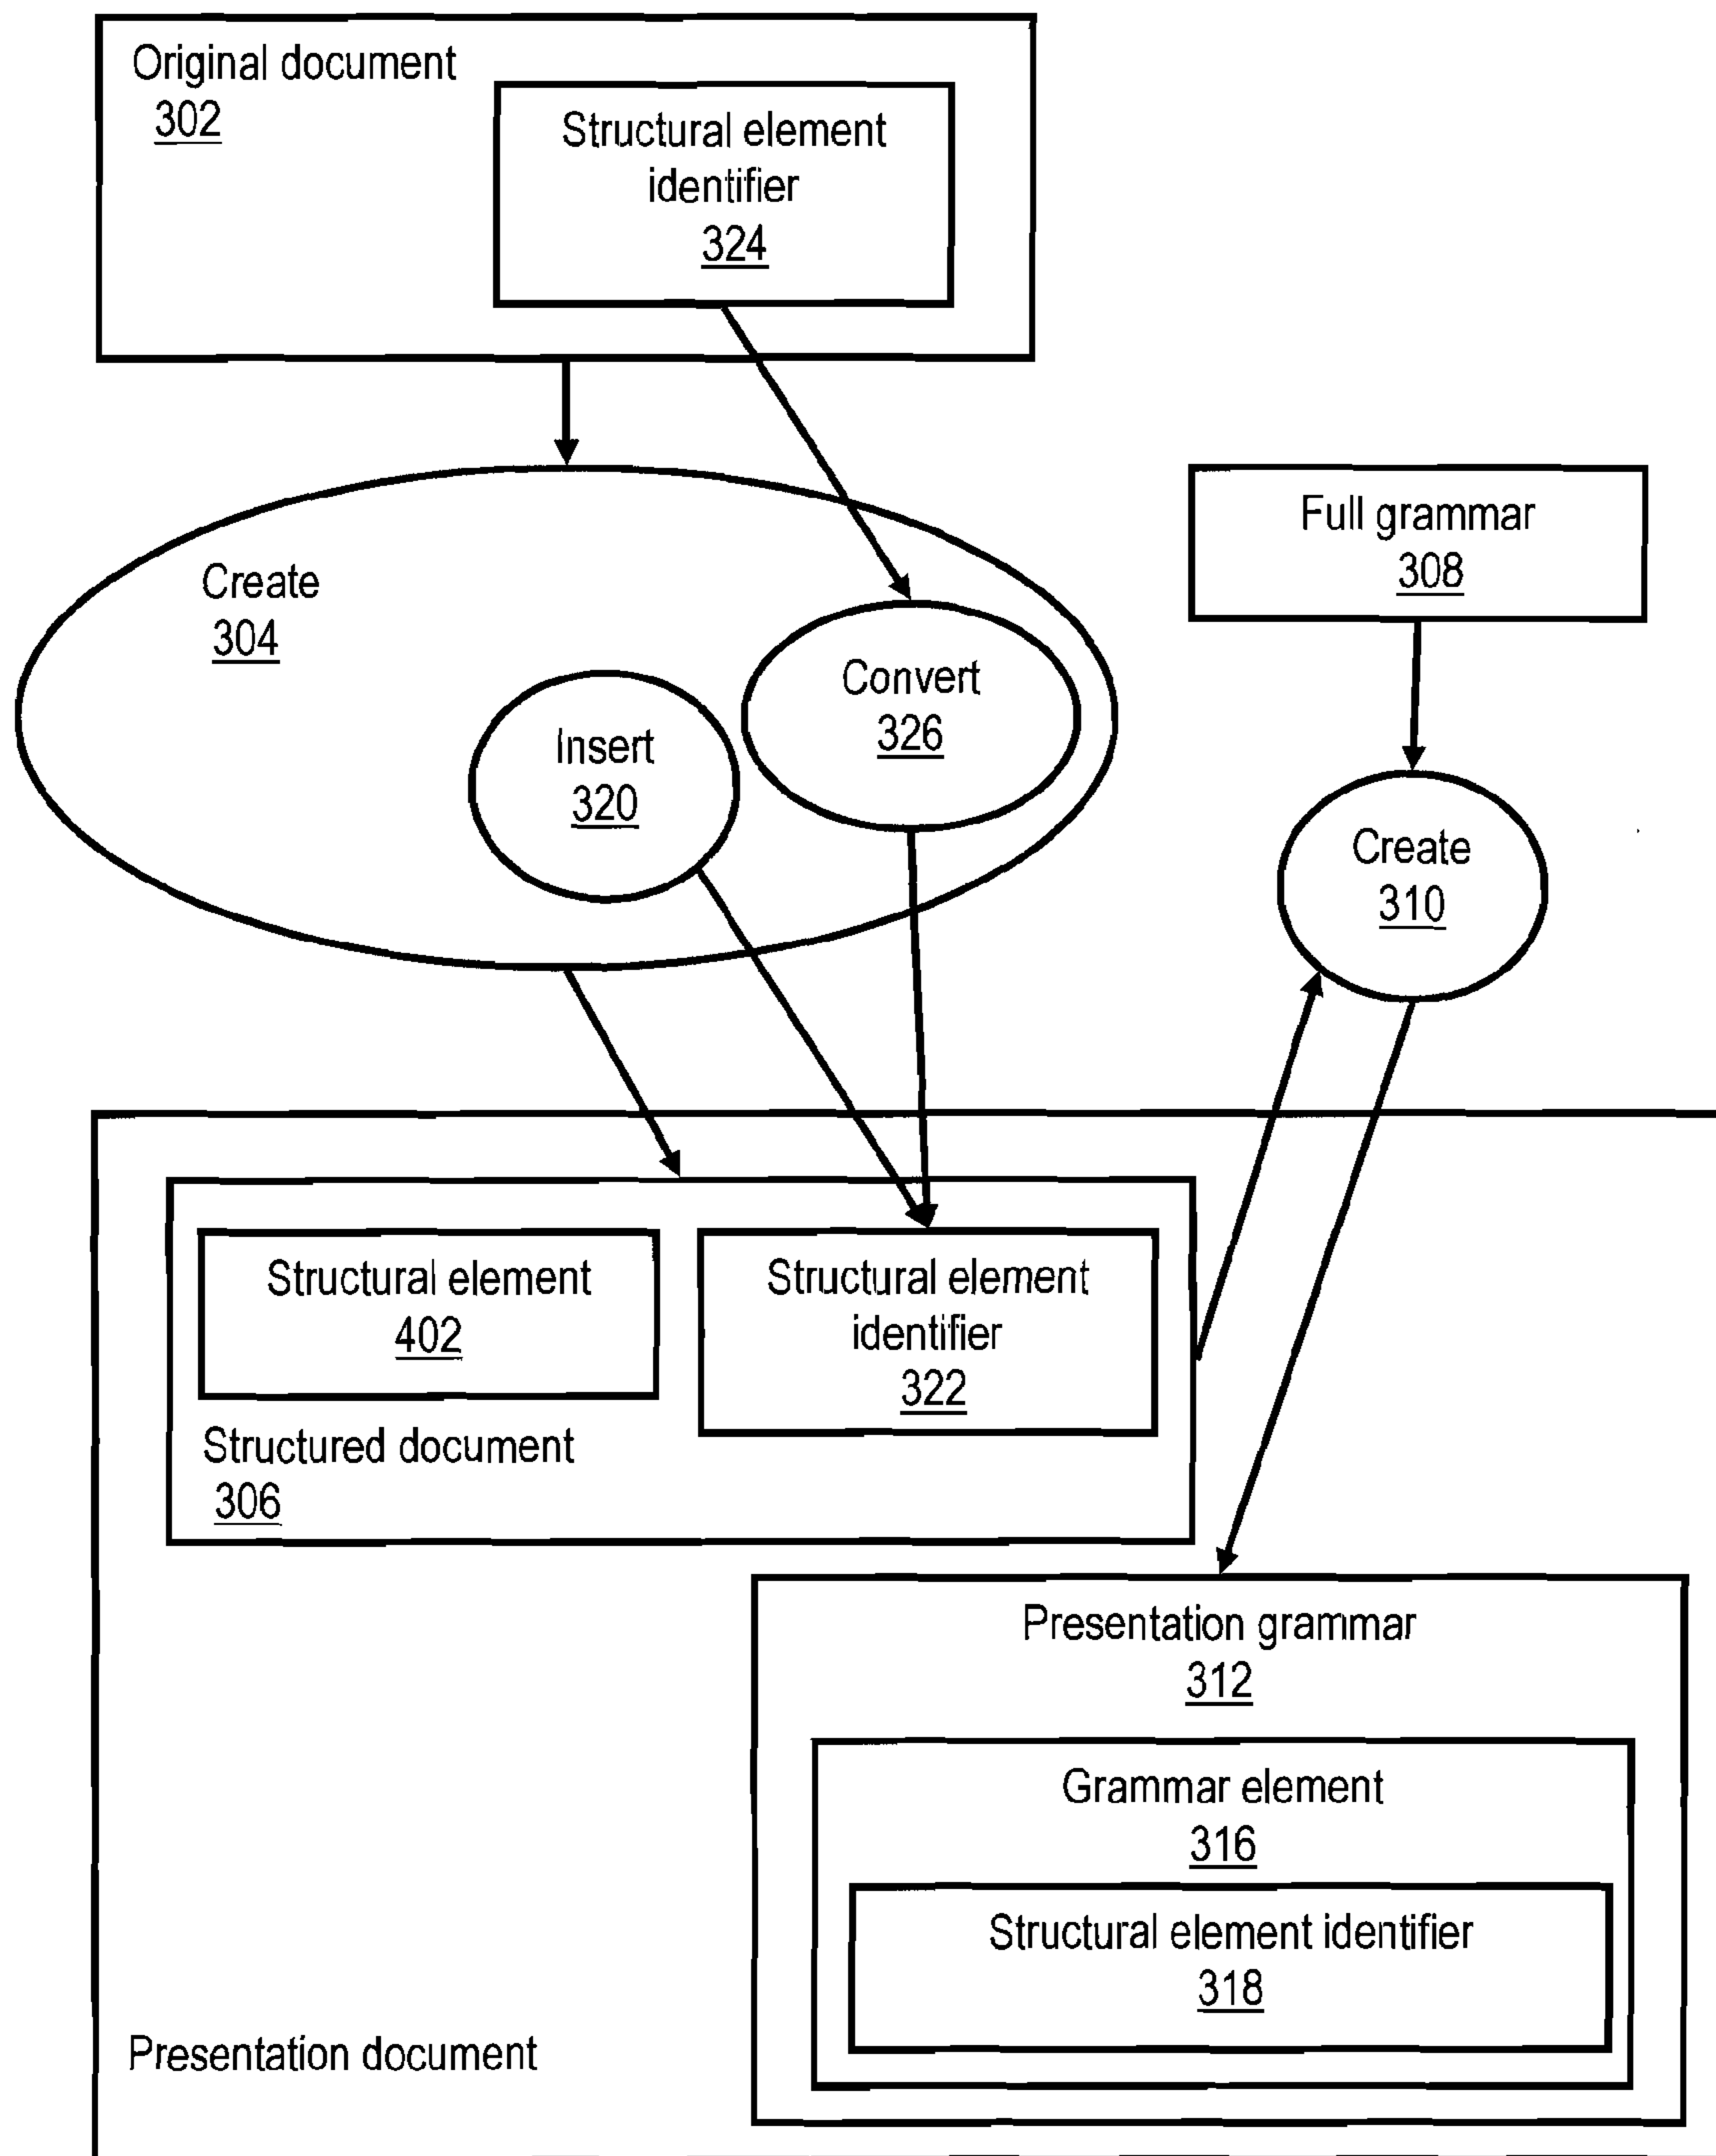 Original document
302
Structural element
identifier
324
Full grammar
308
Create
304
Convert
326
Insert
320
Create
310
Structural element
402
Structural element
identifier
322
Structured document
306
Presentation grammar
312
Grammar element
316
Structural element identifier
318
Presentation document